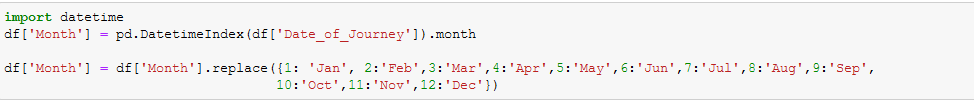 import datetime
df['Month'] = pd.DatetimeIndex(df['Date_of_Journey']).month
df['Month'] = df['Month'].replace({1: 'Jan', 2:'Feb',3:'Mar',4:'Apr',5:'May',6:'Jun',7:'Jul',8:'Aug',9:'Sep',
10:'Oct',11:'Nov',12:'Dec'})